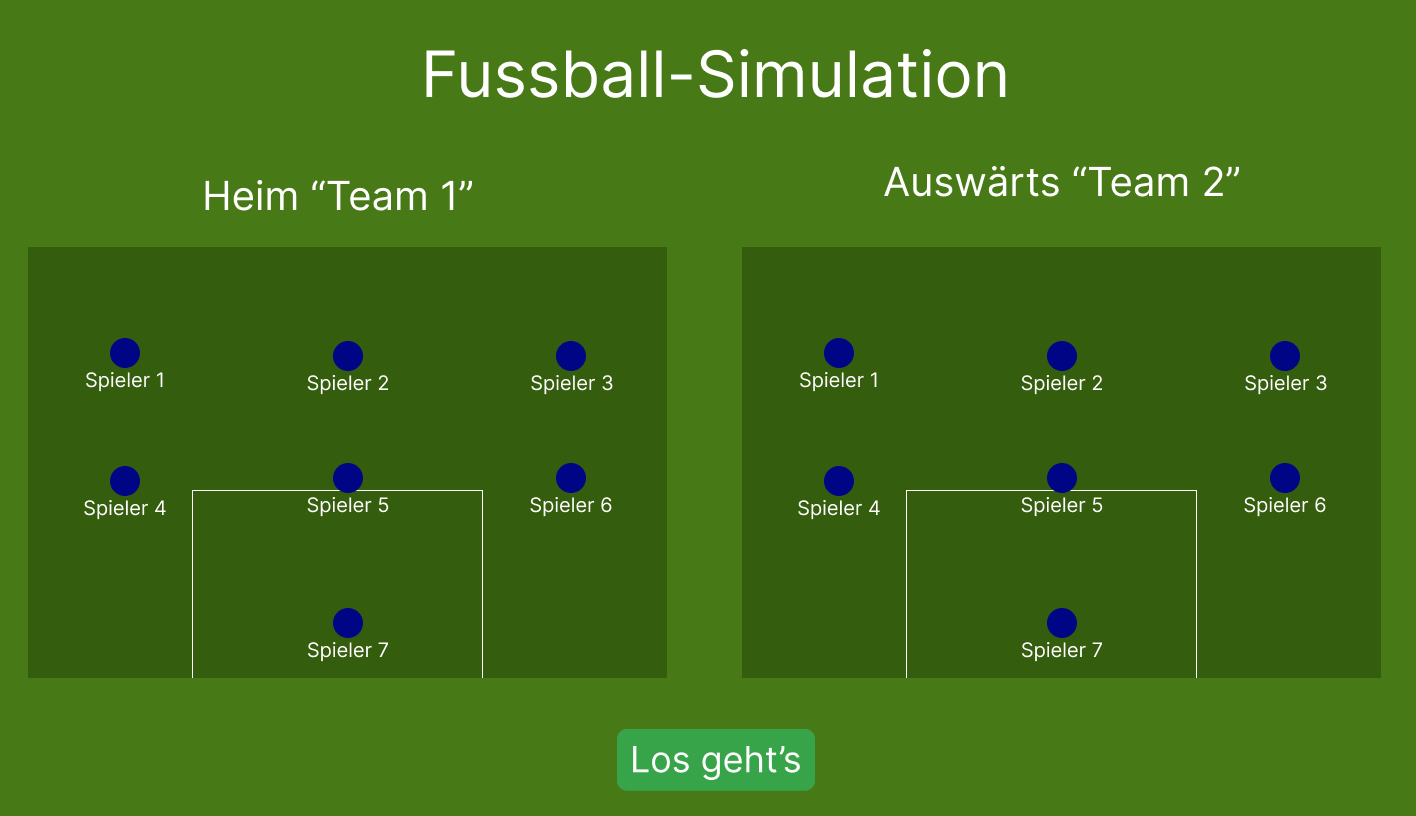 Fussball-Simulation
Heim “Team 1”
Auswärts “Team 2”
Spieler 1
Spieler 2
Spieler 3
Spieler 4
Spieler 5
Spieler 6
Spieler 7
Spieler 1
Spieler 2
Spieler 3
Spieler 4
Spieler 5
Spieler 6
Spieler 7
Los geht’s